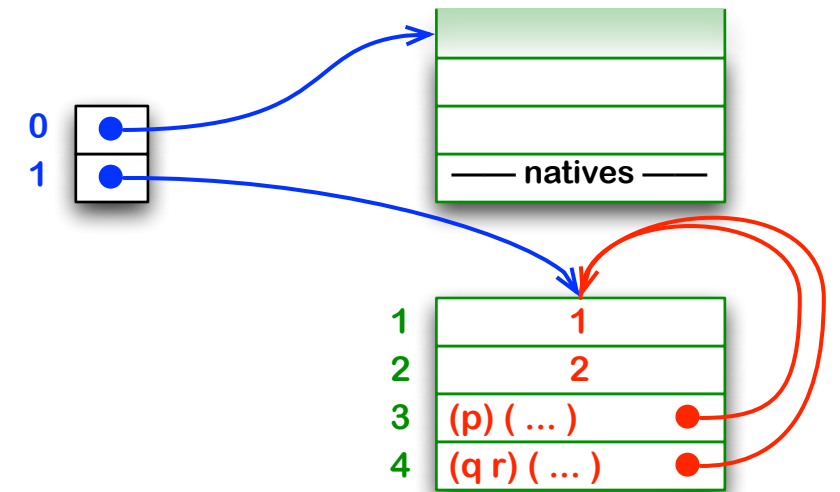 0
1
natives
1 1
2 2
3 (p) ( ... )
4 (q r) ( ... )